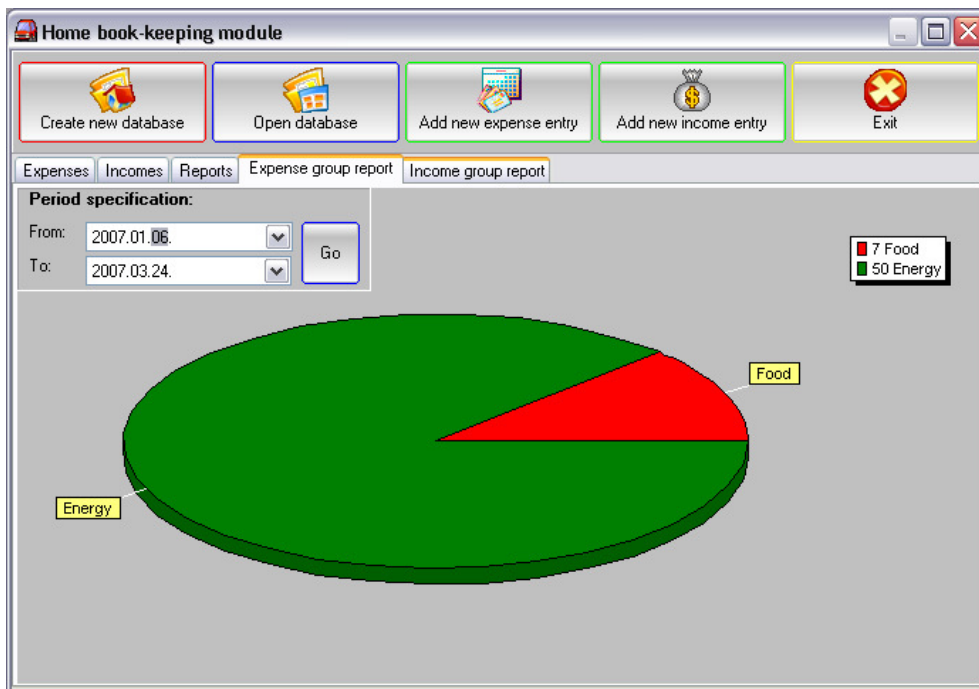 Home book-keeping module
Create new database
Open database
Add new expense entry
Add new income entry
Exit
Expenses
Incomes
Reports
Expense group report
Income group report
Period specification:
From:
2007.01.06.
To:
2007.03.24.
Go
7 Food
50 Energy
Food
Energy